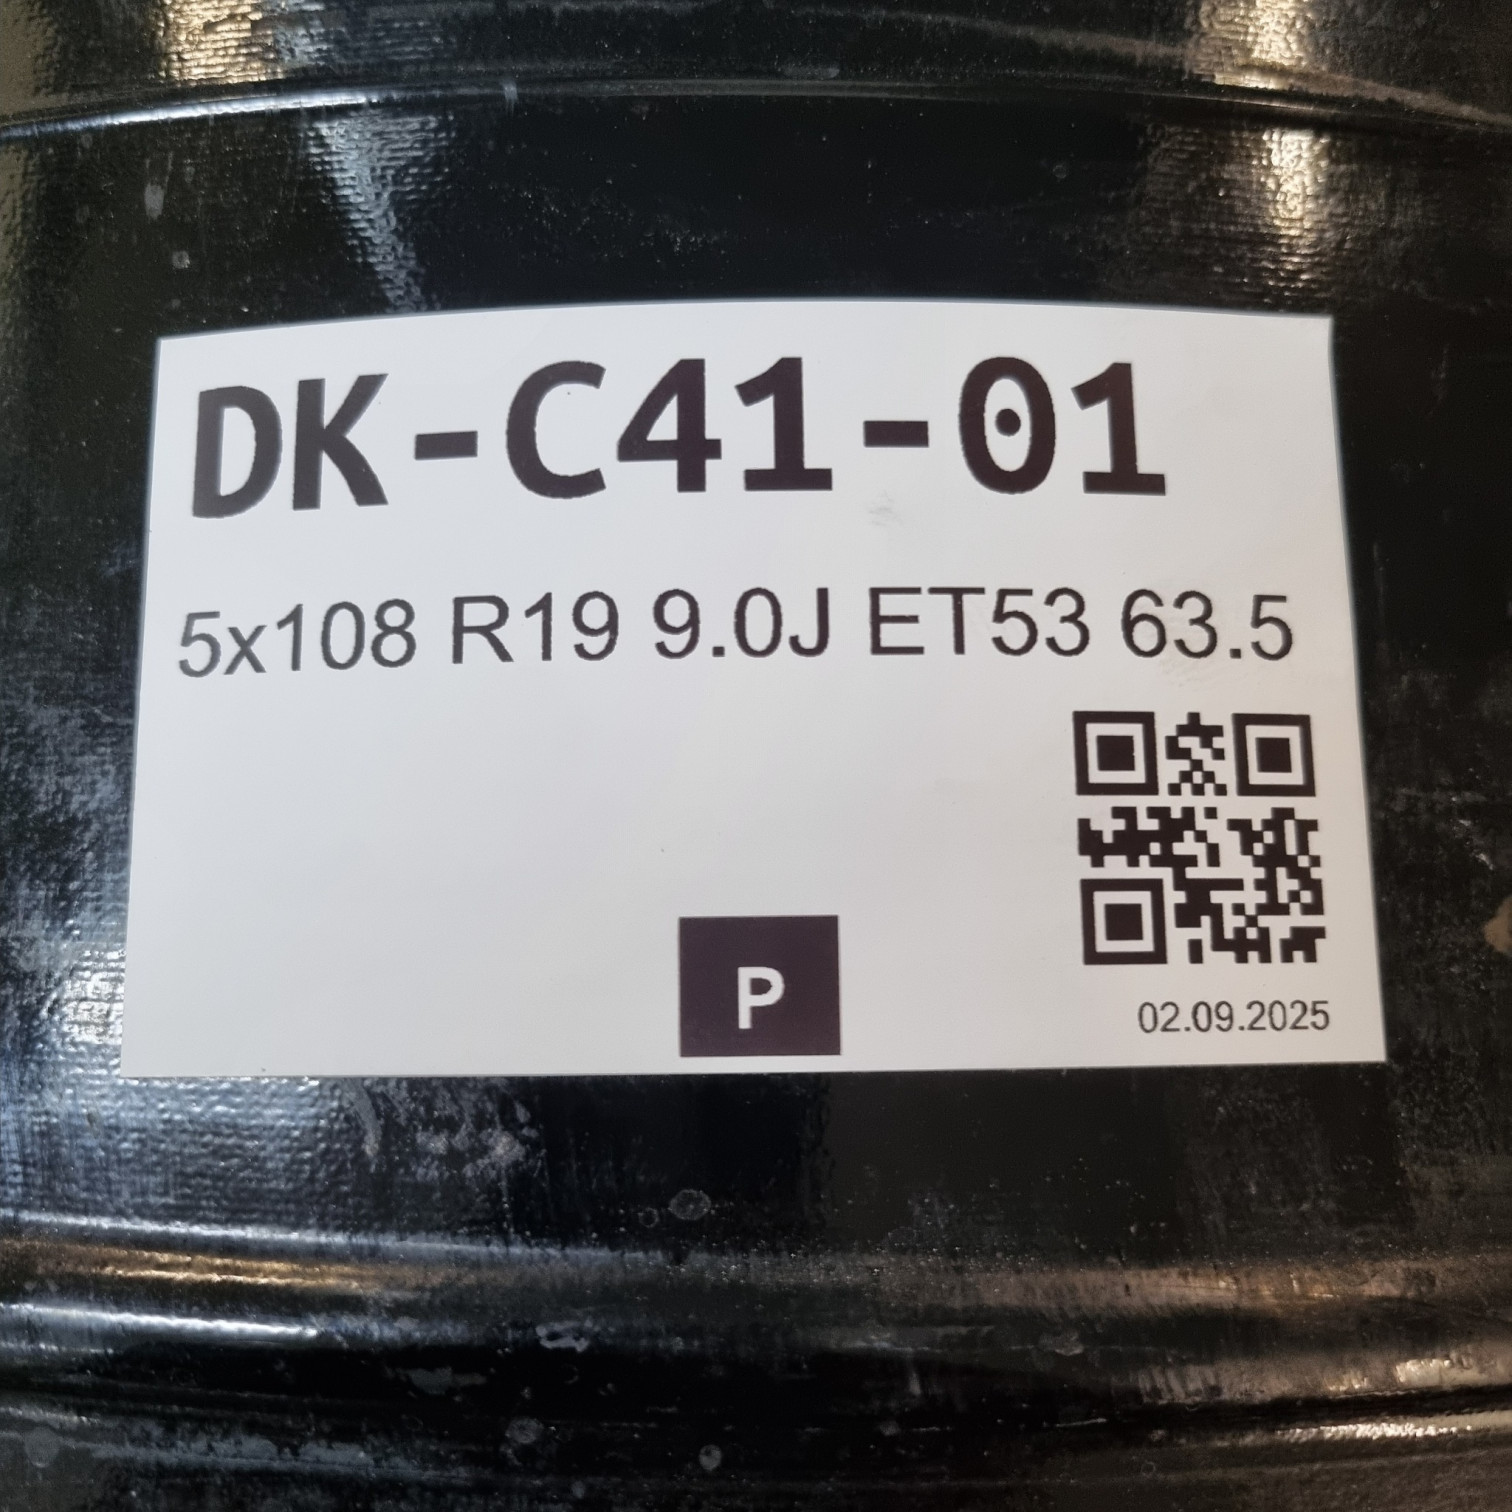 DK-C41-01
5x108 R19 9.0J ET53 63.5
P
02.09.2025